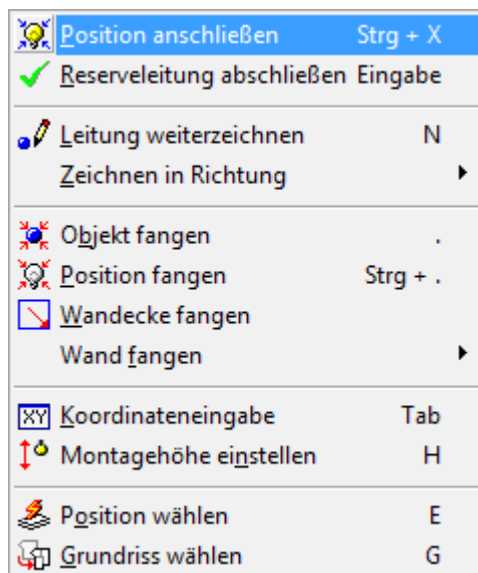 Position anschließen Strg + X
Reserveleitung abschließen Eingabe
Leitung weiterzeichnen N
Zeichnen in Richtung
Objekt fangen .
Position fangen Strg + .
Wandecke fangen
Wand fangen
XY Koordinateneingabe Tab
Montagehöhe einstellen H
Position wählen E
Grundriss wählen G